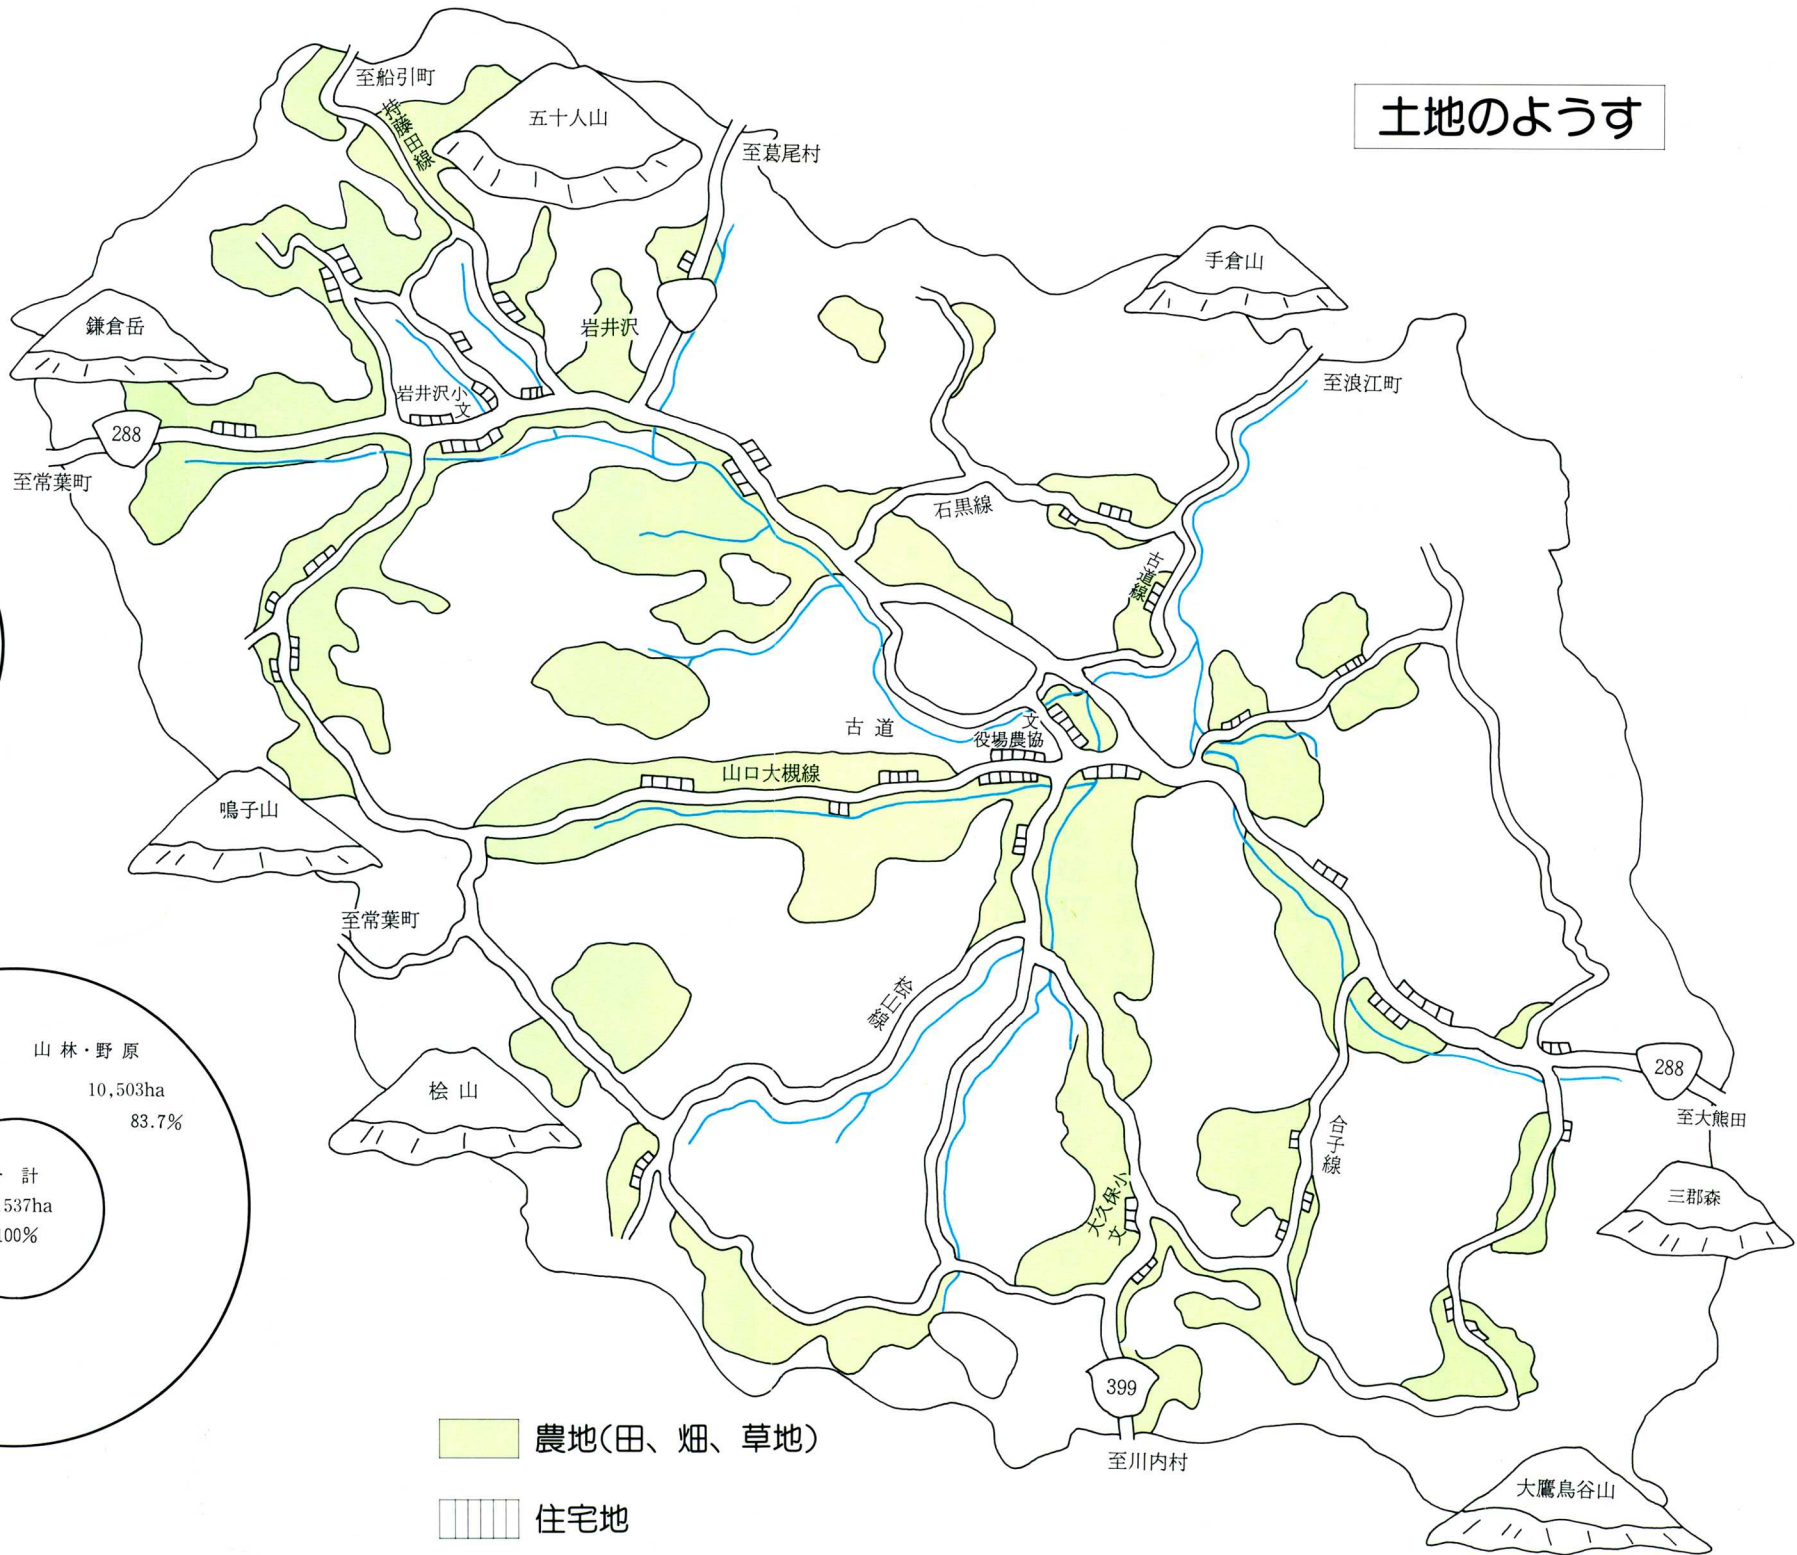 土地のようす
至船引町
持藤田線
五十人山
至葛尾村
手倉山
鎌倉岳
岩井沢
至浪江町
岩井沢小
文
288
至常葉町
石黒線
古道線
古道
文
役場農協
山口大槻線
鳴子山
至常葉町
桧山線
山林・野原
10,503ha
83.7%
桧山
288
至大熊田
計
537ha
100%
合子線
大久保小
文
三郡森
399
至川内村
大鷹鳥谷山
農地(田、畑、草地)
住宅地